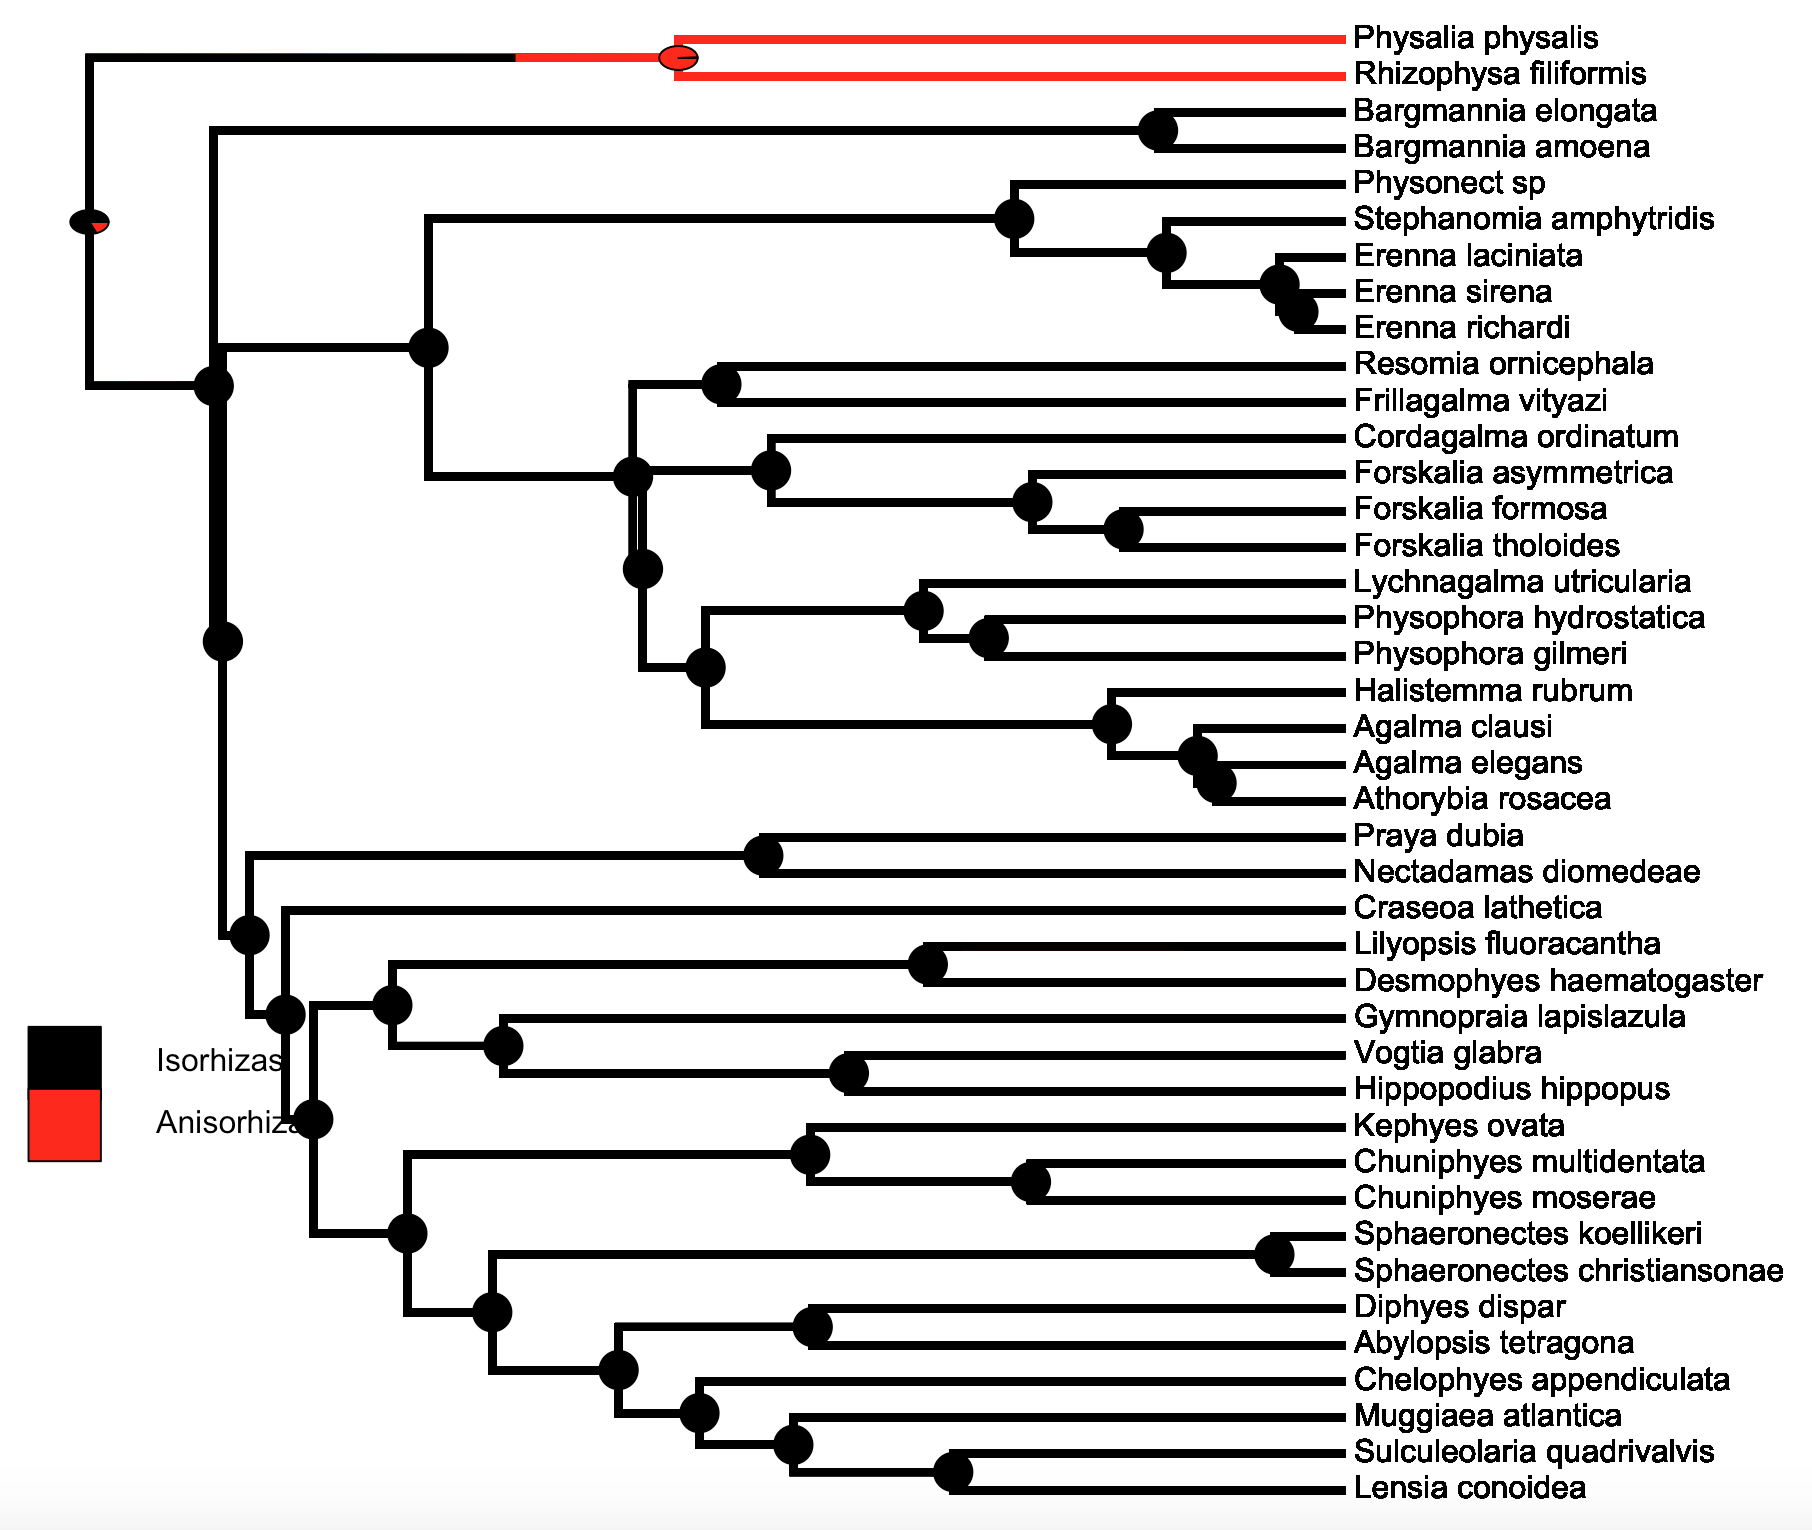 Physalia physalis
Rhizophysa filiformis
Bargmannia elongata
Bargmannia amoena
Physonect sp
Stephanomia amphytridis
Erenna laciniata
Erenna sirena
Erenna richardi
Resomia ornicephala
Frillagalma vityazi
Cordagalma ordinatum
Forskalia asymmetrica
Forskalia formosa
Forskalia tholoides
Lychnagalma utricularia
Physophora hydrostatica
Physophora gilmeri
Halistemma rubrum
Agalma clausi
Agalma elegans
Athorybia rosacea
Praya dubia
Nectadamas diomedeae
Craseoa lathetica
Lilyopsis fluoracantha
Desmophyes haematogaster
Gymnopraia lapislazula
Vogtia glabra
Hippopodius hippopus
Kephyes ovata
Chuniphyes multidentata
Chuniphyes moserae
Sphaeronectes koellikeri
Sphaeronectes christiansonae
Diphyes dispar
Abylopsis tetragona
Chelophyes appendiculata
Muggiaea atlantica
Sulculeolaria quadrivalvis
Lensia conoidea
Isorhizas